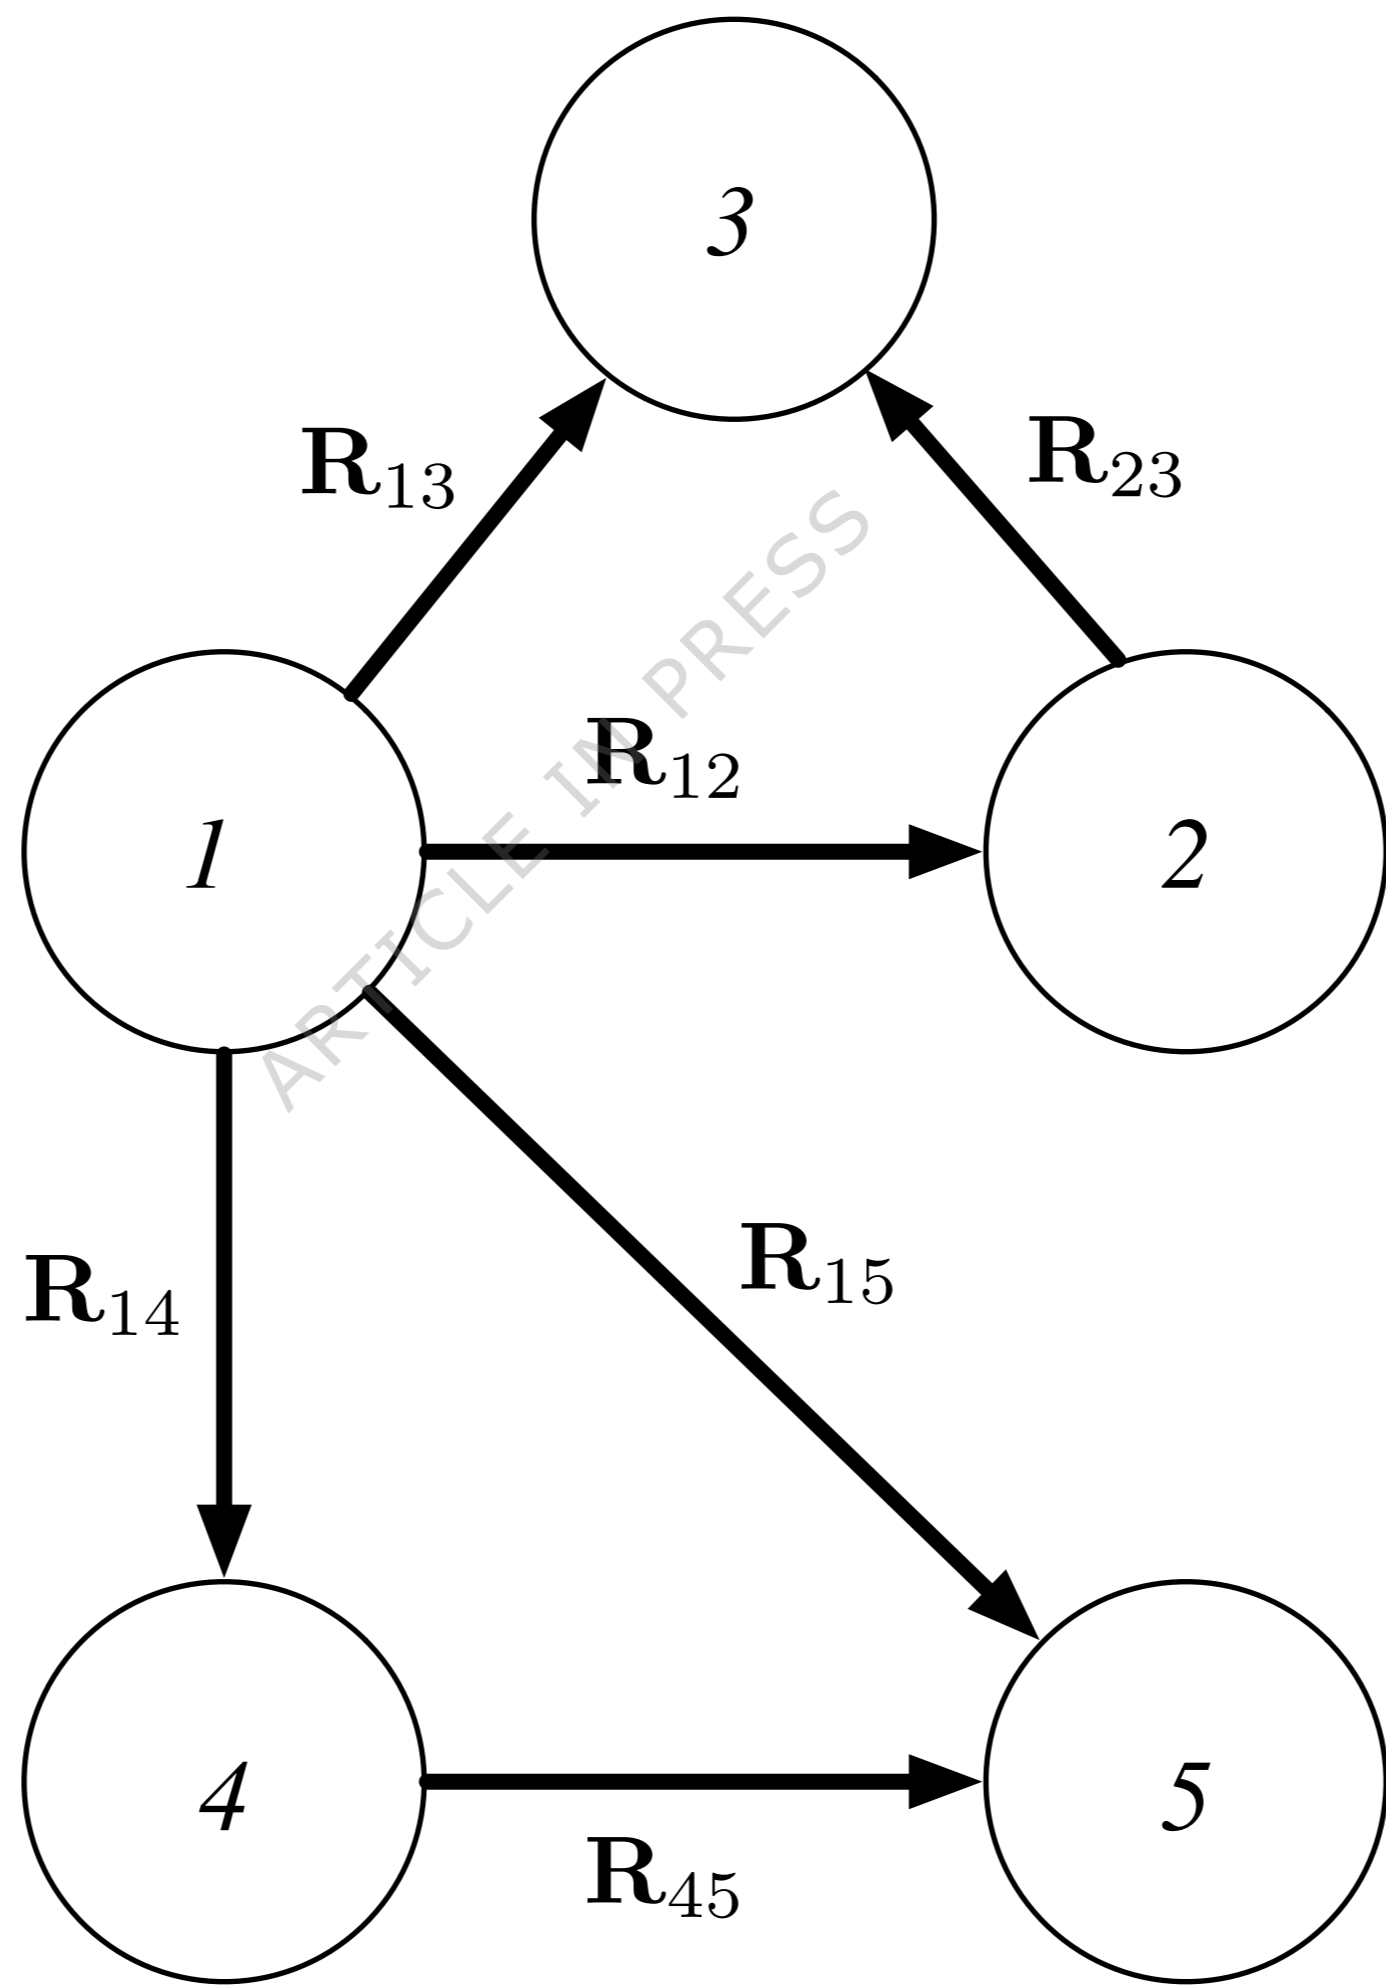 3
R₁₃
R₂₃
R₁₂
1
2
ARTICLE IN PRESS
R₁₅
R₁₄
4
5
R₄₅